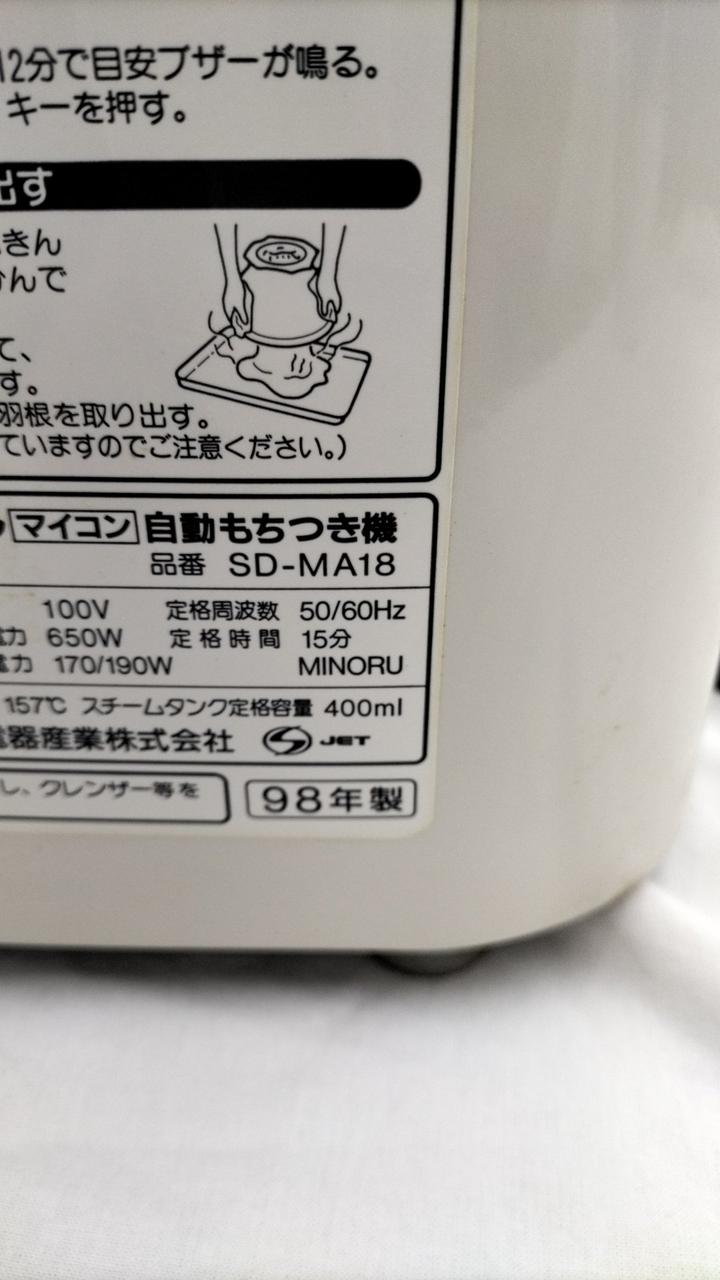 12分で目安ブザーが鳴る。
キーを押す。
出す
きん
んで
て、
す。
羽根を取り出す。
ていますのでご注意ください。)
マイコン 自動もちつき機
品番 SD-MA18
100V 定格周波数 50/60Hz
電力 650W 定格時間 15分
電力 170/190W MINORU
157℃ スチームタンク定格容量 400ml
電器産業株式会社 JET
し、クレンザー等を
98年製